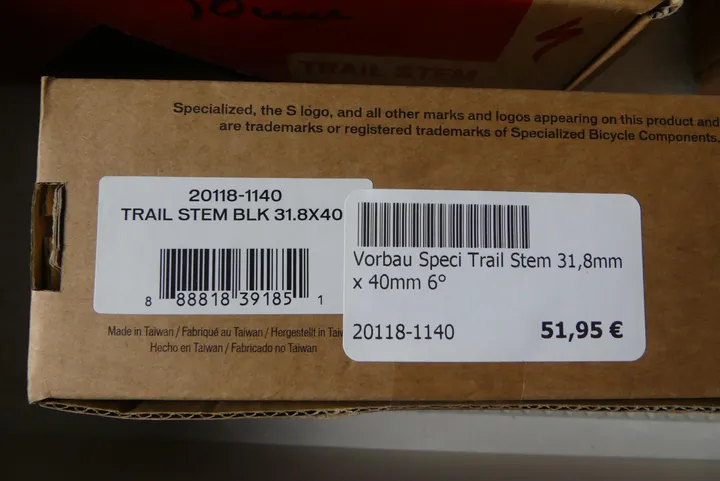 50mm
TRAIL STEM
Specialized, the S logo, and all other marks and logos appearing on this product and
are trademarks or registered trademarks of Specialized Bicycle Components,
20118-1140
TRAIL STEM BLK 31.8X40
8 88818 39185 1
Made in Taiwan / Fabriqué au Taiwan / Hergestellt in Tai
Hecho en Taiwan / Fabricado no Taiwan
Vorbau Speci Trail Stem 31,8mm
x 40mm 6°
20118-1140 51,95 €